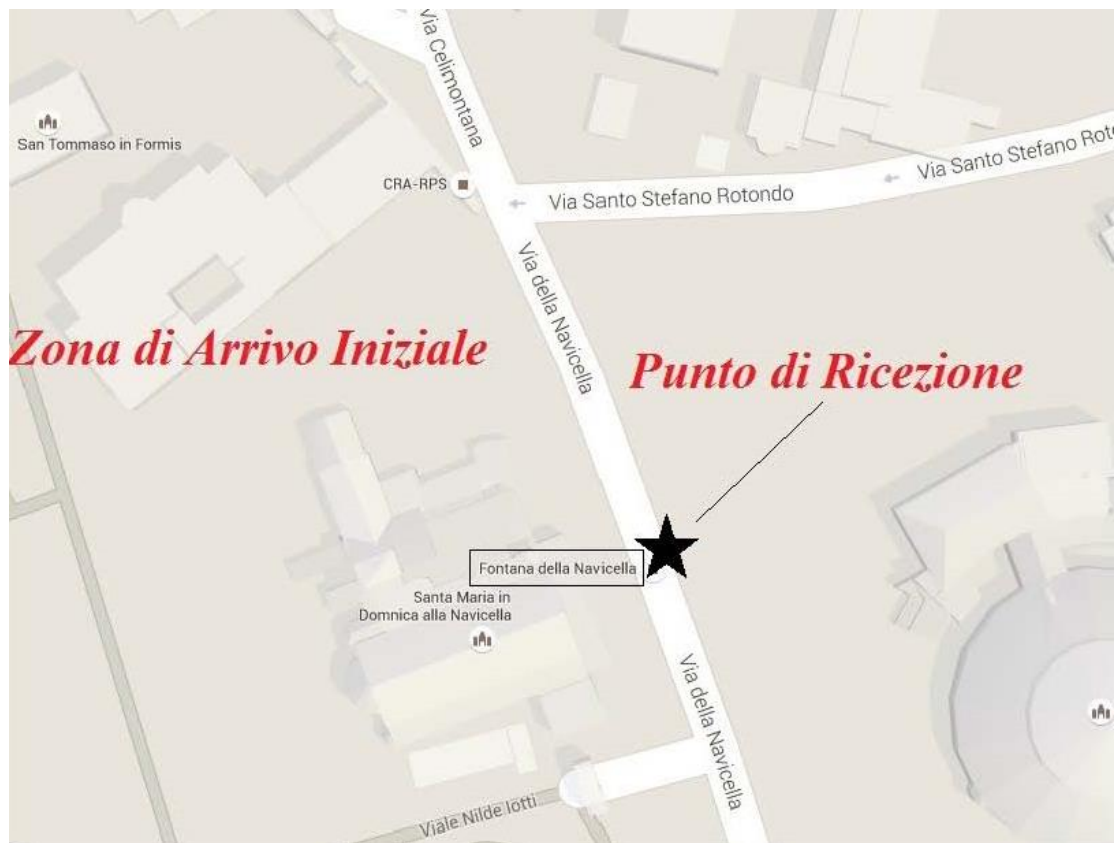 Via Celimontana
San Tommaso in Formis
CRA-RPS
Via Santo Stefano Rotondo
Via Santo Stefano Roto
Via della Navicella
Zona di Arrivo Iniziale
Punto di Ricezione
Fontana della Navicella
Santa Maria in
Domnica alla Navicella
Via della Navicella
Viale Nilde Iotti